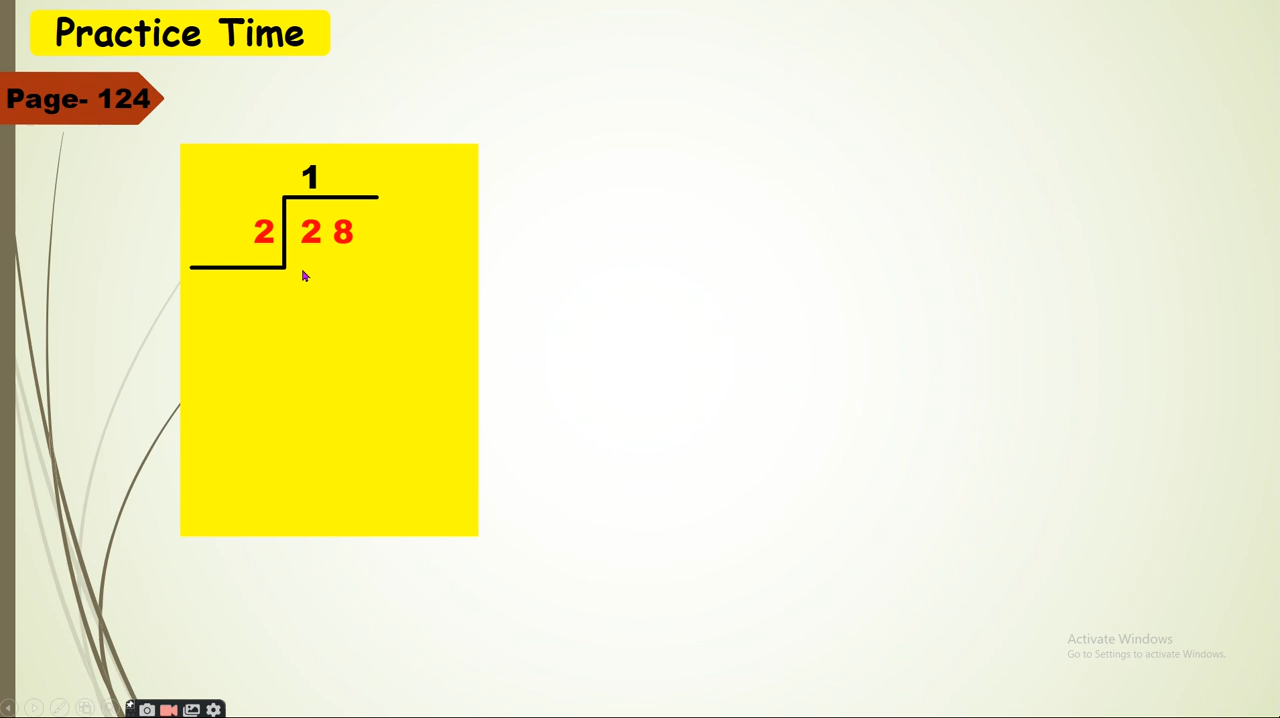 Practice Time
Page- 124
1
2 2 8
Activate Windows
Go to Settings to activate Windows.